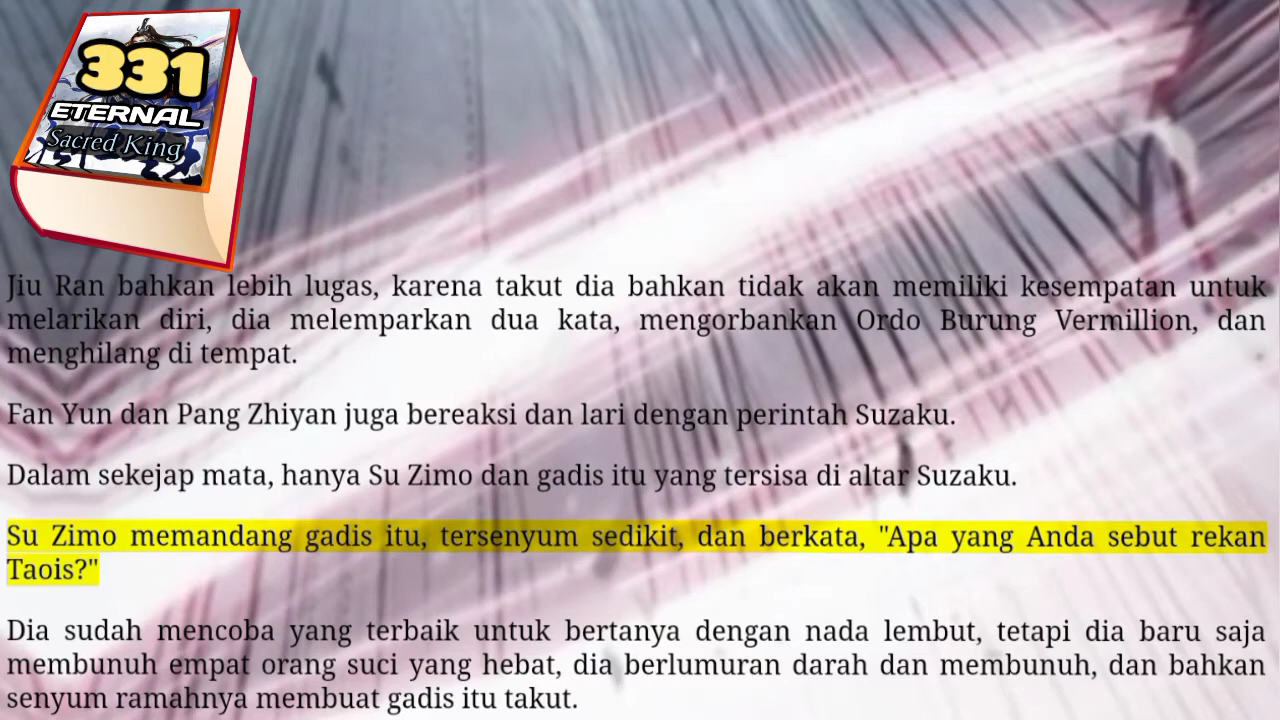 331
ETERNAL
Sacred King
Jiu Ran bahkan lebih lugas, karena takut dia bahkan tidak akan memiliki kesempatan untuk
melarikan diri, dia melemparkan dua kata, mengorbankan Ordo Burung Vermillion, dan
menghilang di tempat.
Fan Yun dan Pang Zhiyan juga bereaksi dan lari dengan perintah Suzaku.
Dalam sekejap mata, hanya Su Zimo dan gadis itu yang tersisa di altar Suzaku.
Su Zimo memandang gadis itu, tersenyum sedikit, dan berkata, "Apa yang Anda sebut rekan
Taois?"
Dia sudah mencoba yang terbaik untuk bertanya dengan nada lembut, tetapi dia baru saja
membunuh empat orang suci yang hebat, dia berlumuran darah dan membunuh, dan bahkan
senyum ramahnya membuat gadis itu takut.